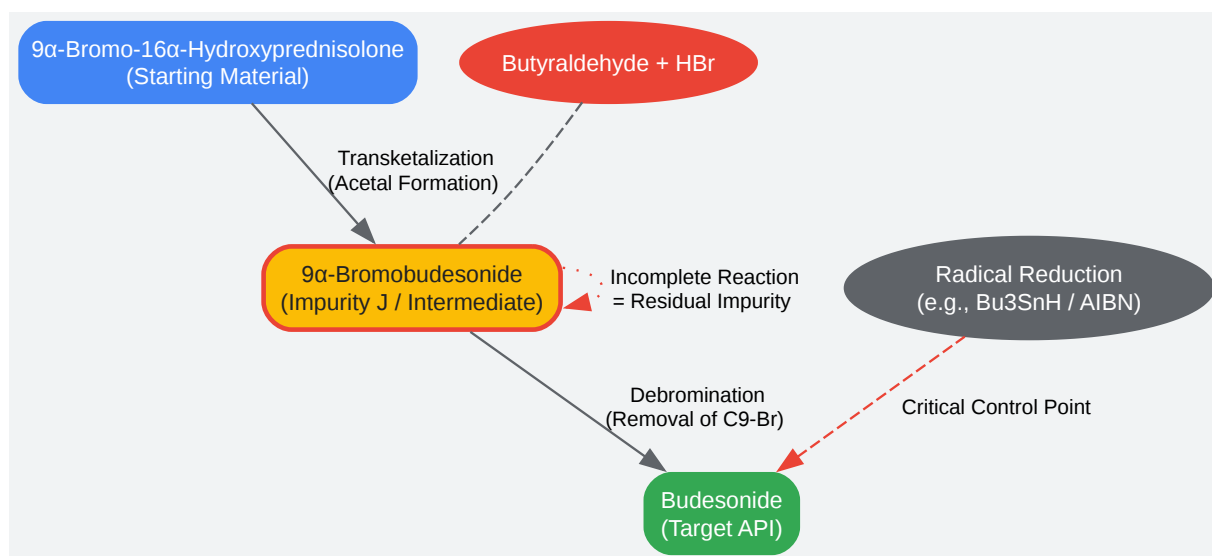 9α-Bromo-16α-Hydroxyprednisolone
(Starting Material)
Butyraldehyde + HBr
Transketalization
(Acetal Formation)
9α-Bromobudesonide
(Impurity J / Intermediate)
Incomplete Reaction
= Residual Impurity
Radical Reduction
(e.g., Bu3SnH / AIBN)
Debromination
(Removal of C9-Br)
Critical Control Point
Budesonide
(Target API)